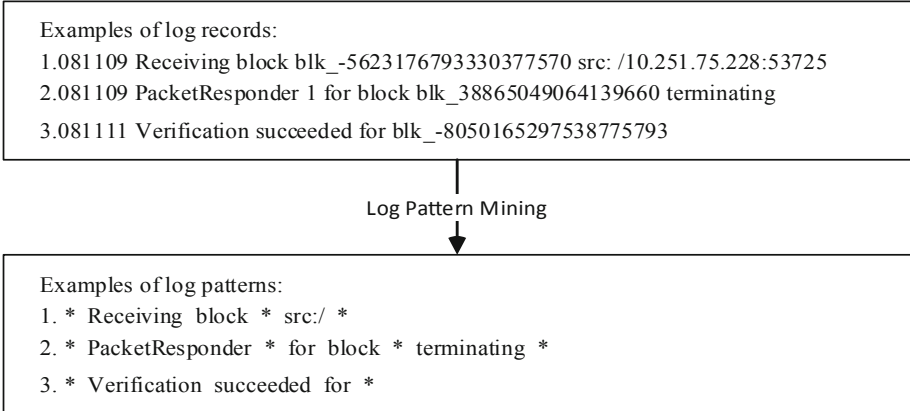 Examples of log records:
1.081109 Receiving block blk_-5623176793330377570 src: /10.251.75.228:53725
2.081109 PacketResponder 1 for block blk_38865049064139660 terminating
3.081111 Verification succeeded for blk_-8050165297538775793
Log Pattern Mining
Examples of log patterns:
1. * Receiving block * src:/ *
2. * PacketResponder * for block * terminating *
3. * Verification succeeded for *